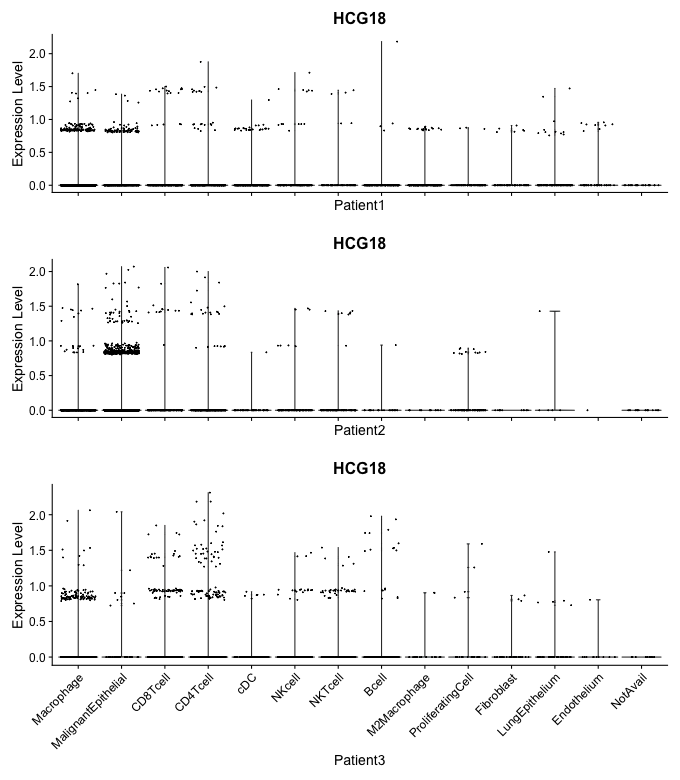 HCG18
Expression Level
2.0
1.5
1.0
0.5
0.0
Patient1
HCG18
Expression Level
2.0
1.5
1.0
0.5
0.0
Patient2
HCG18
Expression Level
2.0
1.5
1.0
0.5
0.0
Macrophage
MalignantEpithelial
CD8Tcell
CD4Tcell
cDC
NKcell
NKTcell
Bcell
M2Macrophage
ProliferatingCell
Fibroblast
LungEpithelium
Endothelium
NotAvail
Patient3